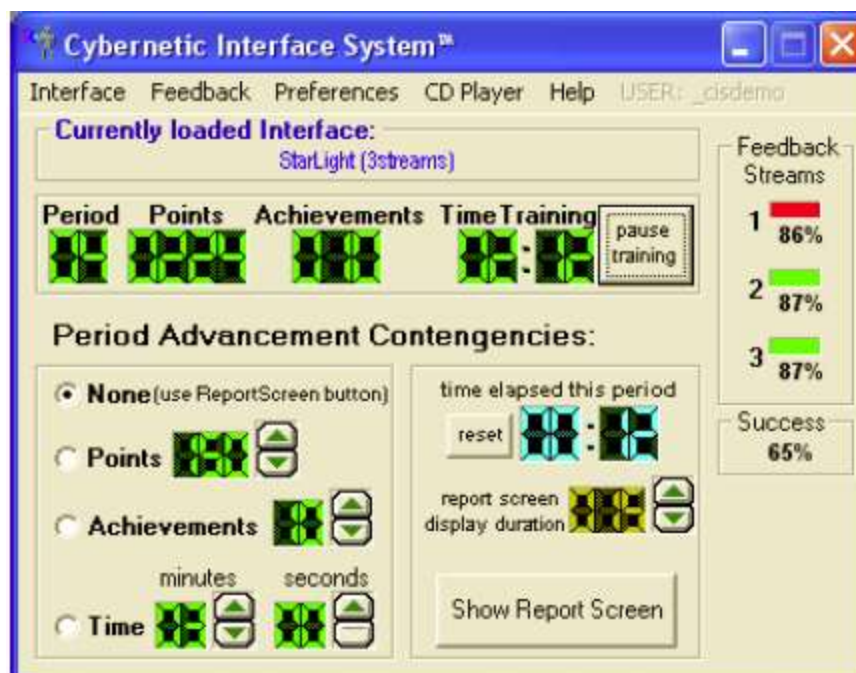 Cybernetic Interface System™
Interface Feedback Preferences CD Player Help USER: _cisdemo
Currently loaded Interface:
StarLight (3streams)
Period Points Achievements Time Training
pause
training
Period Advancement Contengencies:
None (use ReportScreen button)
Points
Achievements
minutes seconds
Time
time elapsed this period
reset
report screen
display duration
Show Report Screen
Feedback
Streams
1
86%
2
87%
3
87%
Success
65%